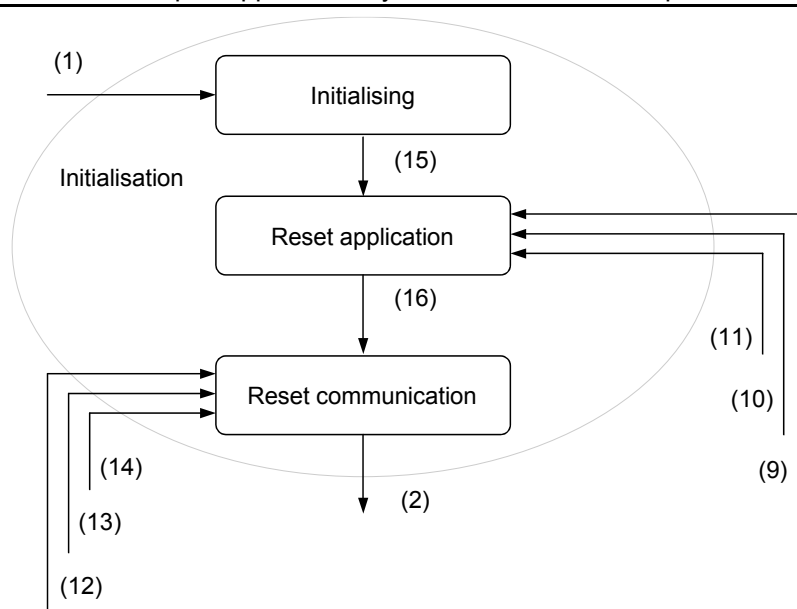 (1)
Initialising
(15)
Initialisation
Reset application
(16)
(11)
Reset communication
(10)
(14)
(9)
(2)
(13)
(12)